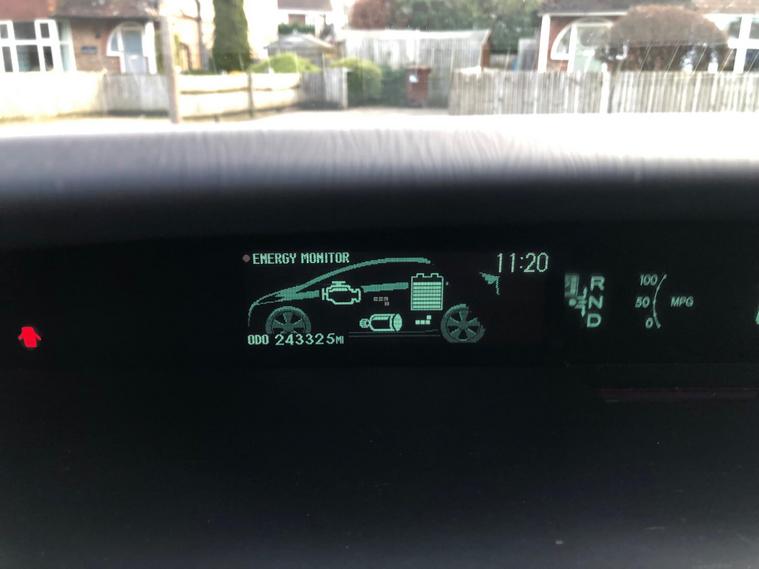 ENERGY MONITOR
11:20
ODO 243325MI
R
N
D
100
50
0
MPG